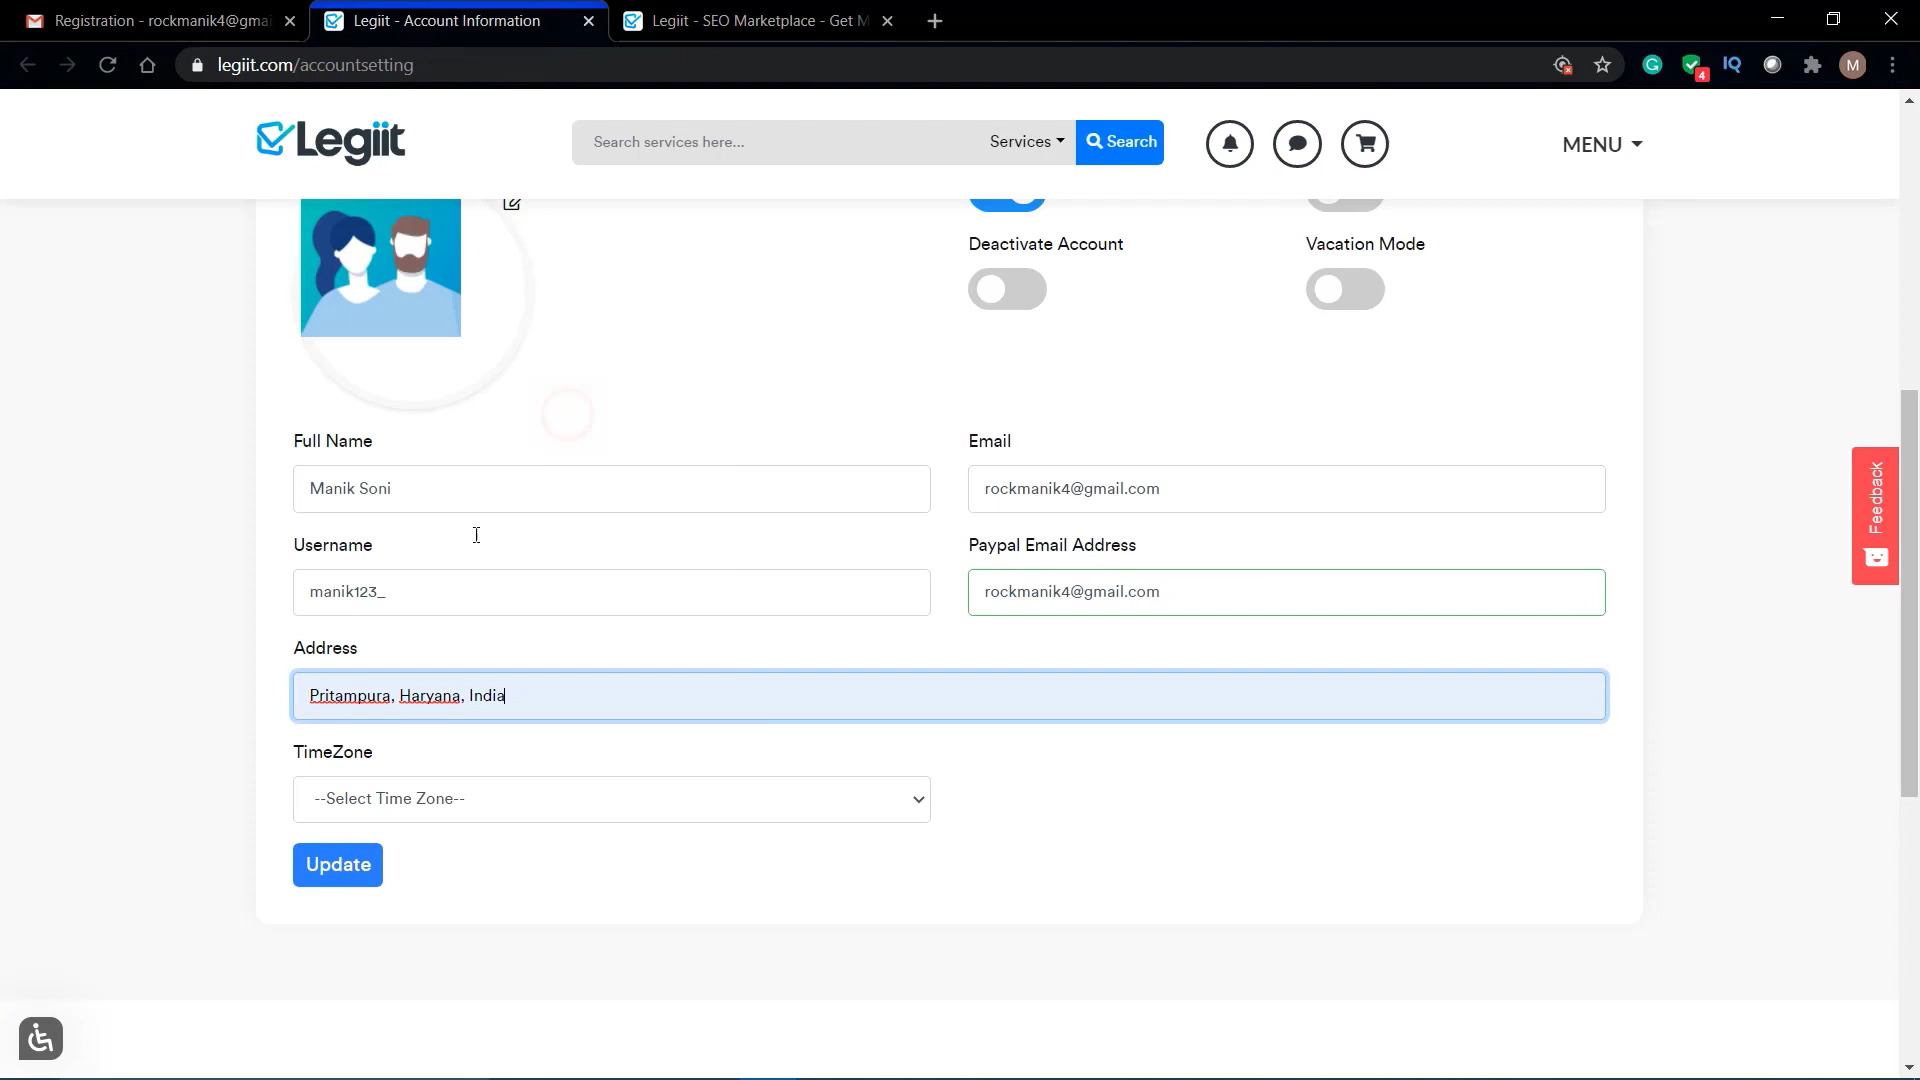 Registration - rockmanik4@gmai
Legiit - Account Information
Legiit - SEO Marketplace - Get M
legiit.com/accountsetting
4
IQ
M
Legiit
Search services here...
Services
Search
MENU
Deactivate Account
Vacation Mode
Full Name
Email
Manik Soni
rockmanik4@gmail.com
Username
Paypal Email Address
manik123_
rockmanik4@gmail.com
Address
Pritampura, Haryana, India
TimeZone
--Select Time Zone--
Update
Feedback